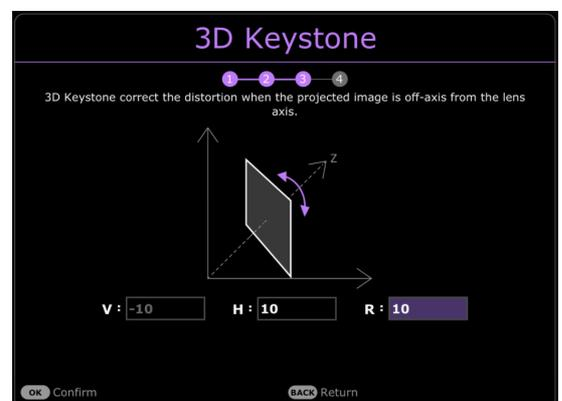 3D Keystone
1 2 3 4
3D Keystone correct the distortion when the projected image is off-axis from the lens
axis.
Z
V : -10 H : 10 R : 10
OK Confirm BACK Return